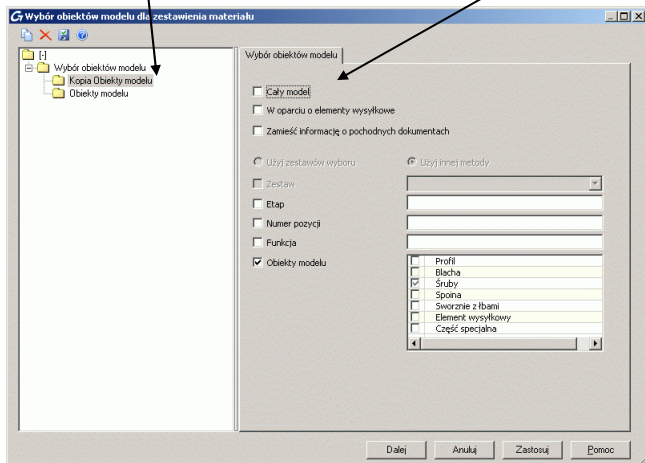 Wybór obiektów modelu dla zestawienia materiału
[-]
Wybór obiektów modelu
Kopia Obiekty modelu
Obiekty modelu
Wybór obiektów modelu
Cały model
W oparciu o elementy wysyłkowe
Zamieść informację o pochodnych dokumentach
Użyj zestawów wyboru
Użyj innej metody
Zestaw
Etap
Numer pozycji
Funkcja
Obiekty modelu
Profil
Blacha
Śruby
Spoina
Sworznie z łbami
Element wysyłkowy
Część specjalna
Dalej
Anuluj
Zastosuj
Pomoc